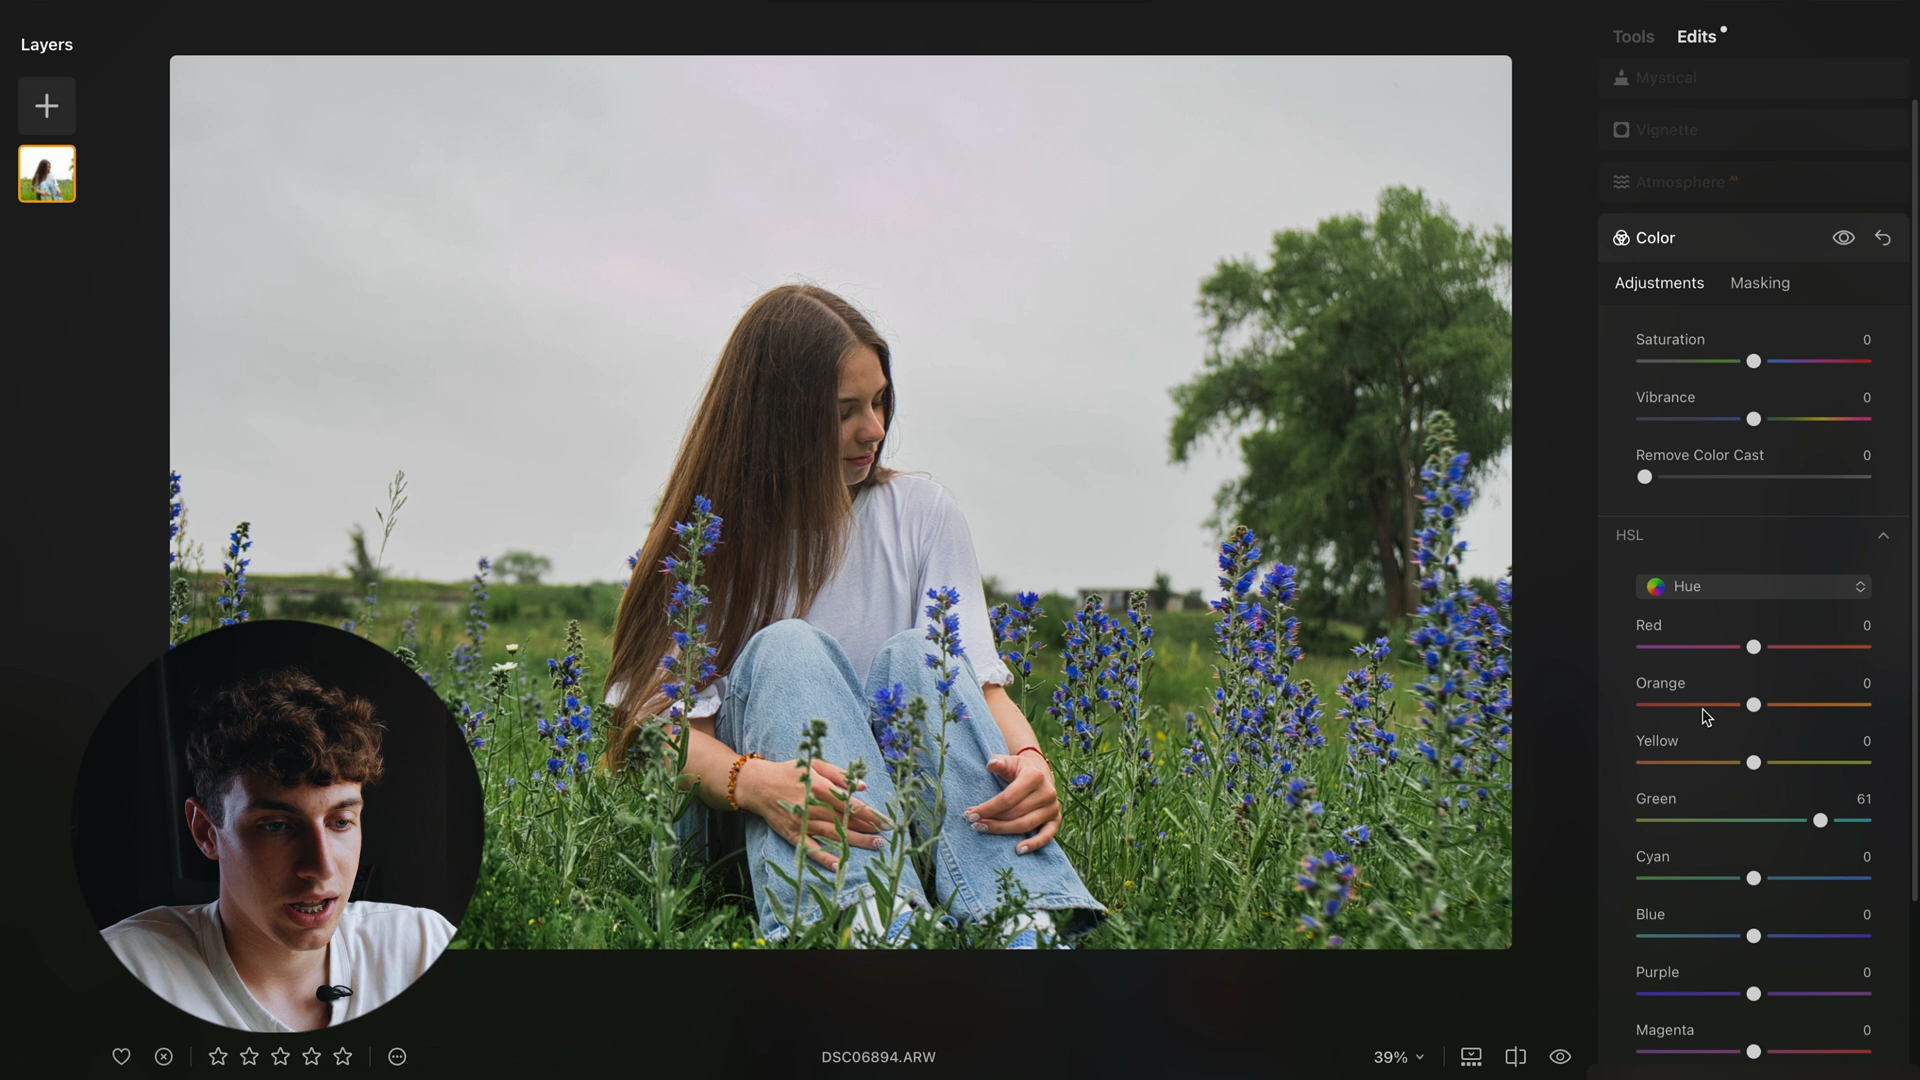 Layers
Tools Edits
Mystical
Vignette
Atmosphere AI
Color
Adjustments Masking
Saturation 0
Vibrance 0
Remove Color Cast 0
HSL
Hue
Red 0
Orange 0
Yellow 0
Green 61
Cyan 0
Blue 0
Purple 0
Magenta 0
DSC06894.ARW
39%